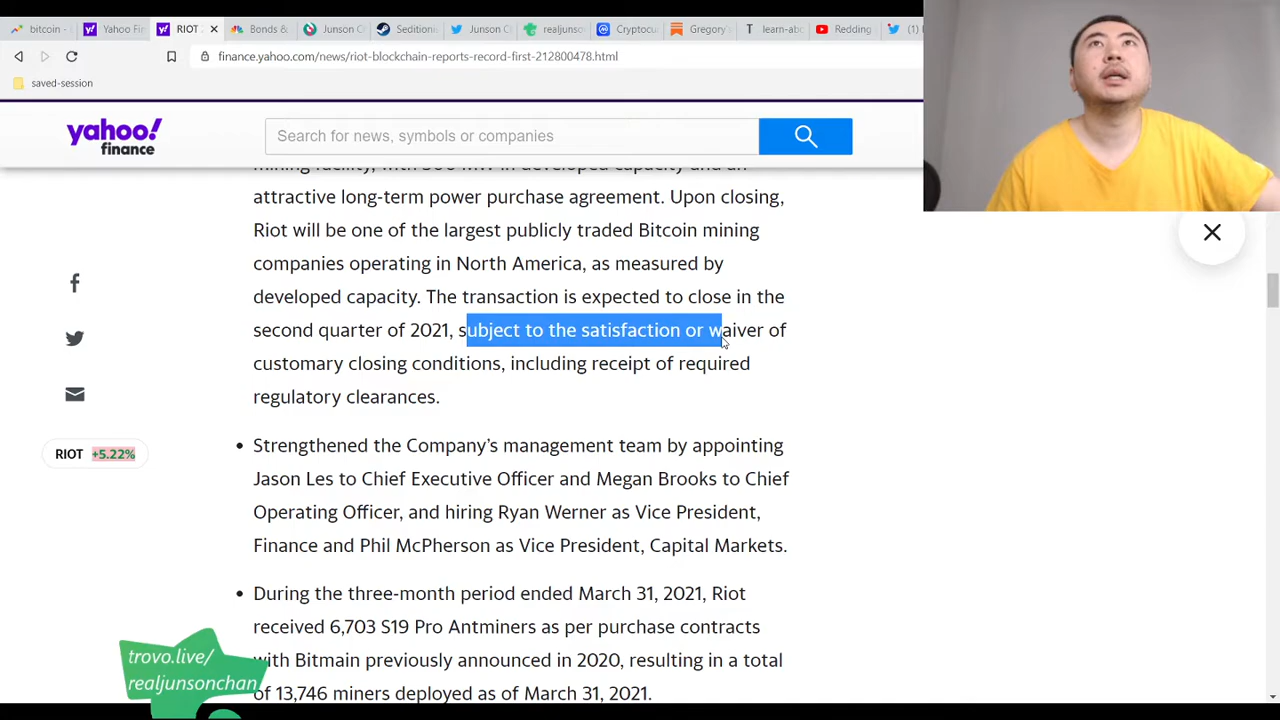 bitcoin -
Yahoo Fi
RIOT
Bonds &
Junson C
Sedition
Junson C
realjunso
Cryptocu
Gregory
learn-abc
Redding
(1)
finance.yahoo.com/news/riot-blockchain-reports-record-first-212800478.html
saved-session
yahoo!
finance
Search for news, symbols or companies
attractive long-term power purchase agreement. Upon closing,
Riot will be one of the largest publicly traded Bitcoin mining
companies operating in North America, as measured by
developed capacity. The transaction is expected to close in the
second quarter of 2021, subject to the satisfaction or waiver of
customary closing conditions, including receipt of required
regulatory clearances.
RIOT +5.22%
• Strengthened the Company’s management team by appointing
Jason Les to Chief Executive Officer and Megan Brooks to Chief
Operating Officer, and hiring Ryan Werner as Vice President,
Finance and Phil McPherson as Vice President, Capital Markets.
• During the three-month period ended March 31, 2021, Riot
received 6,703 S19 Pro Antminers as per purchase contracts
with Bitmain previously announced in 2020, resulting in a total
of 13,746 miners deployed as of March 31, 2021.
trovo.live/
realjunsonchan